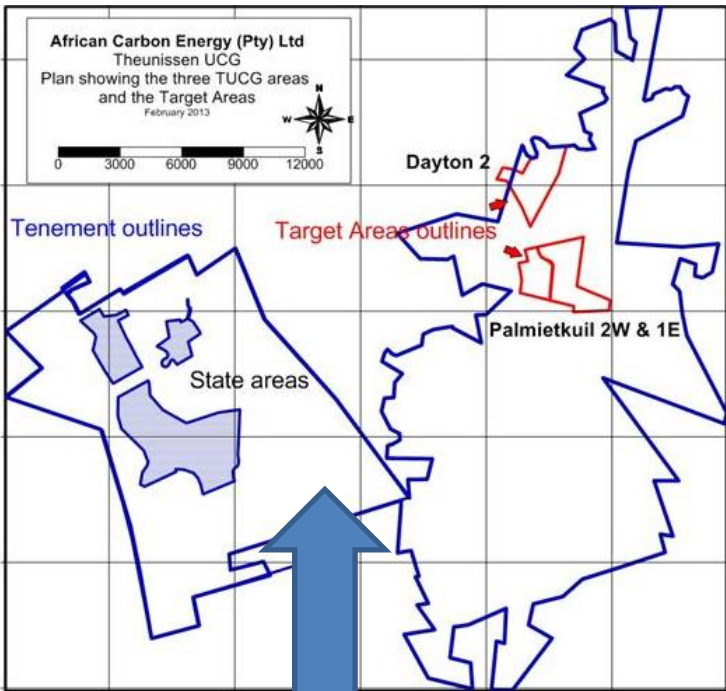 African Carbon Energy (Pty) Ltd
Theunissen UCG
Plan showing the three TUCG areas
and the Target Areas
February 2013
N
W E
S
0 3000 6000 9000 12000
Dayton 2
Tenement outlines
Target Areas outlines
Palmietkuil 2W & 1E
State areas